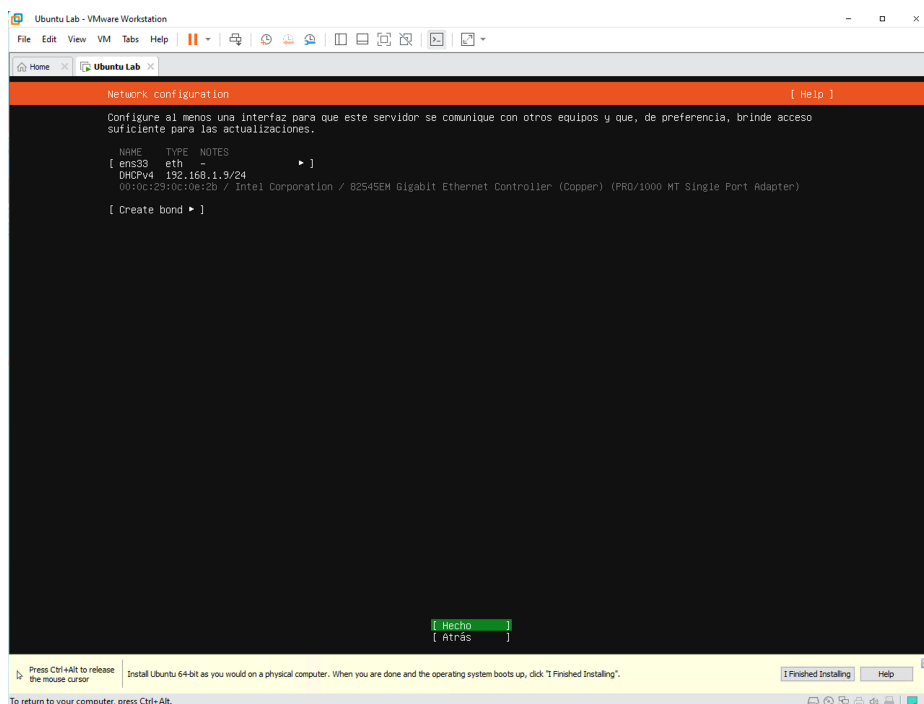 Ubuntu Lab - VMware Workstation
File Edit View VM Tabs Help
Home Ubuntu Lab
Network configuration [ Help ]
Configure al menos una interfaz para que este servidor se comunique con otros equipos y que, de preferencia, brinde acceso
suficiente para las actualizaciones.
NAME TYPE NOTES
[ ens33 eth - ▸ ]
DHCPv4 192.168.1.9/24
00:0c:29:0c:0e:2b / Intel Corporation / 82545EM Gigabit Ethernet Controller (Copper) (PRO/1000 MT Single Port Adapter)
[ Create bond ▸ ]
[ Hecho ]
[ Atrás ]
Press Ctrl+Alt to release
the mouse cursor
Install Ubuntu 64-bit as you would on a physical computer. When you are done and the operating system boots up, click "I Finished Installing".
I Finished Installing Help
To return to your computer, press Ctrl+Alt.